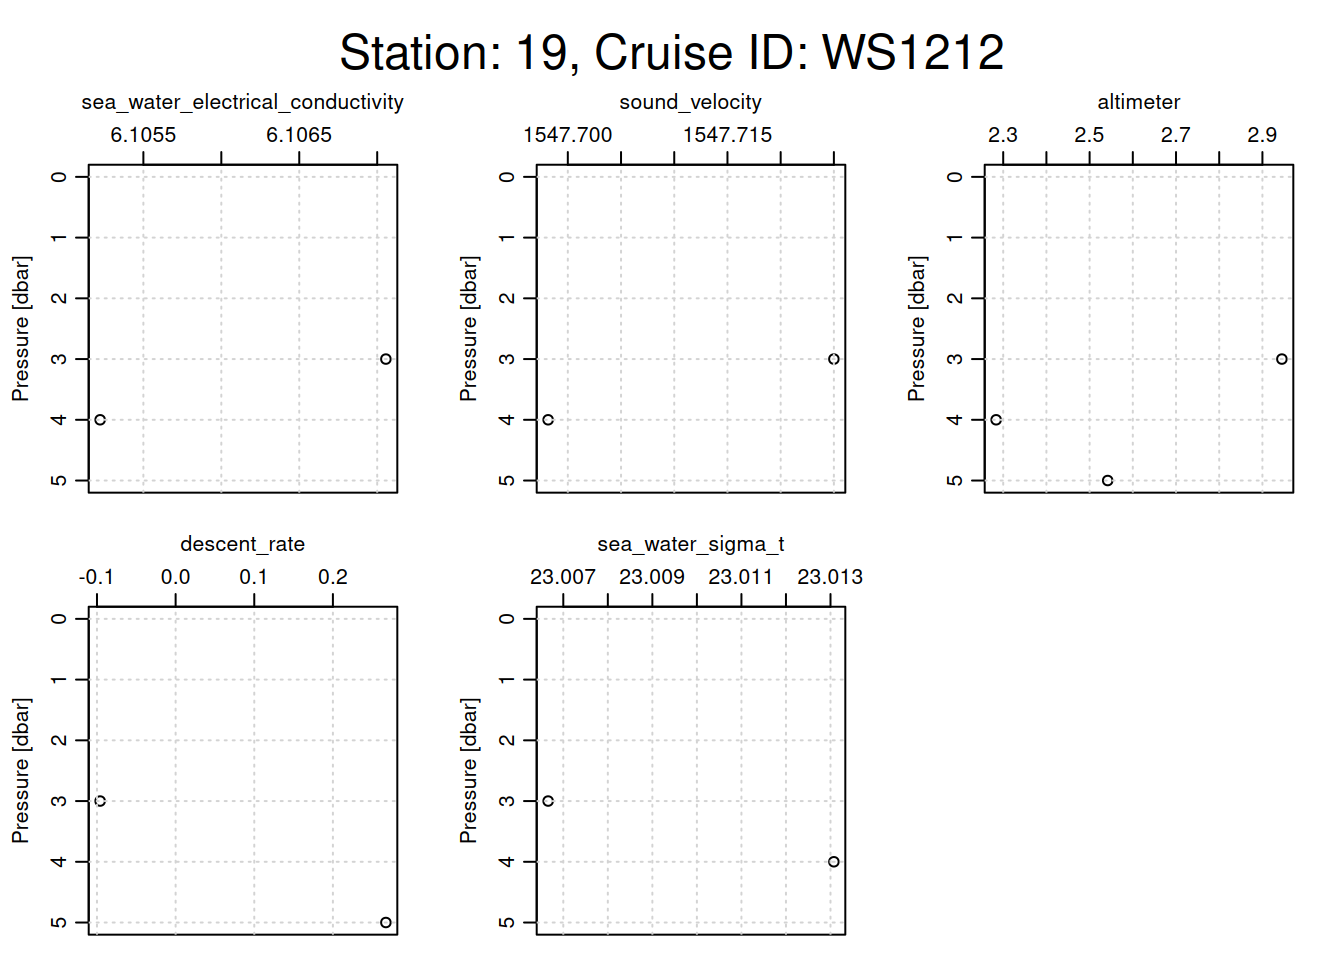 Station: 19, Cruise ID: WS1212
sea_water_electrical_conductivity
6.1055 6.1065
Pressure [dbar]
0
1
2
3
4
5
sound_velocity
1547.700 1547.715
Pressure [dbar]
0
1
2
3
4
5
altimeter
2.3 2.5 2.7 2.9
Pressure [dbar]
0
1
2
3
4
5
descent_rate
-0.1 0.0 0.1 0.2
Pressure [dbar]
0
1
2
3
4
5
sea_water_sigma_t
23.007 23.009 23.011 23.013
Pressure [dbar]
0
1
2
3
4
5